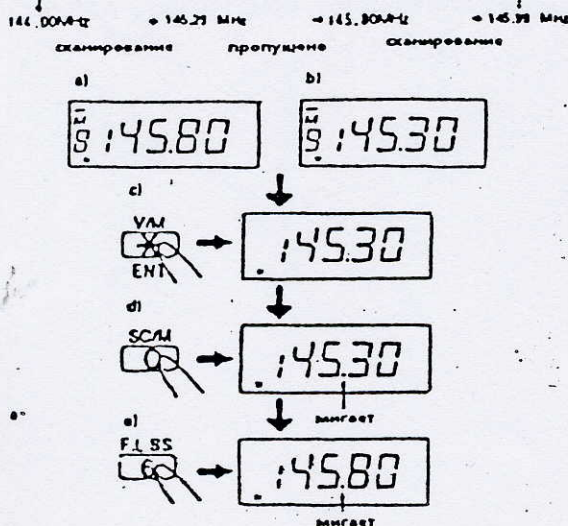 144.00MHz 145.29 MHz 145.80MHz 145.99 MHz
сканирование пропущено сканирование
a) b)
M S 145.80 M S 145.30
c)
V/M
ENT 145.30
d)
SC/M 145.30
мигает
e)
F.L SS
6 145.80
мигает